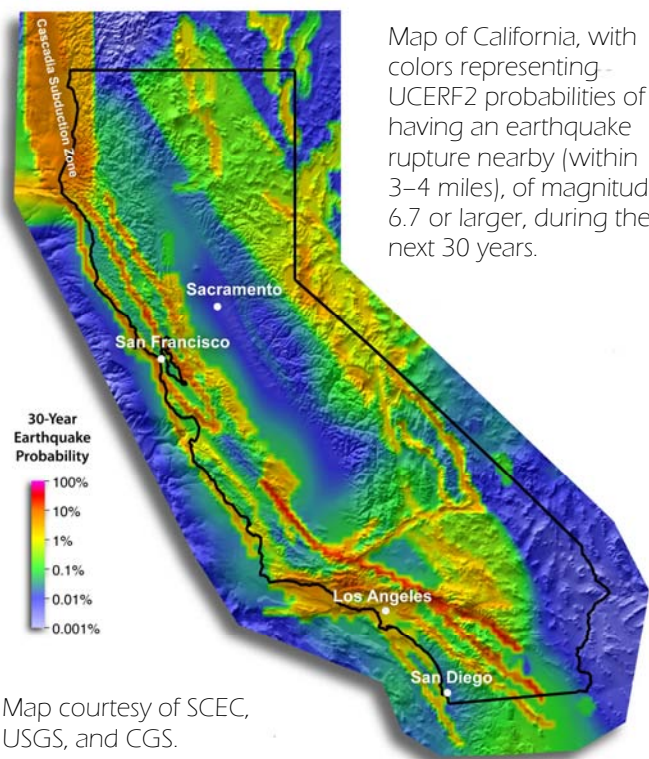 Cascadia Subduction Zone
Map of California, with
colors representing
UCERF2 probabilities of
having an earthquake
rupture nearby (within
3–4 miles), of magnitud
6.7 or larger, during the
next 30 years.
Sacramento
San Francisco
30-Year
Earthquake
Probability
100%
10%
1%
0.1%
0.01%
0.001%
Los Angeles
San Diego
Map courtesy of SCEC,
USGS, and CGS.